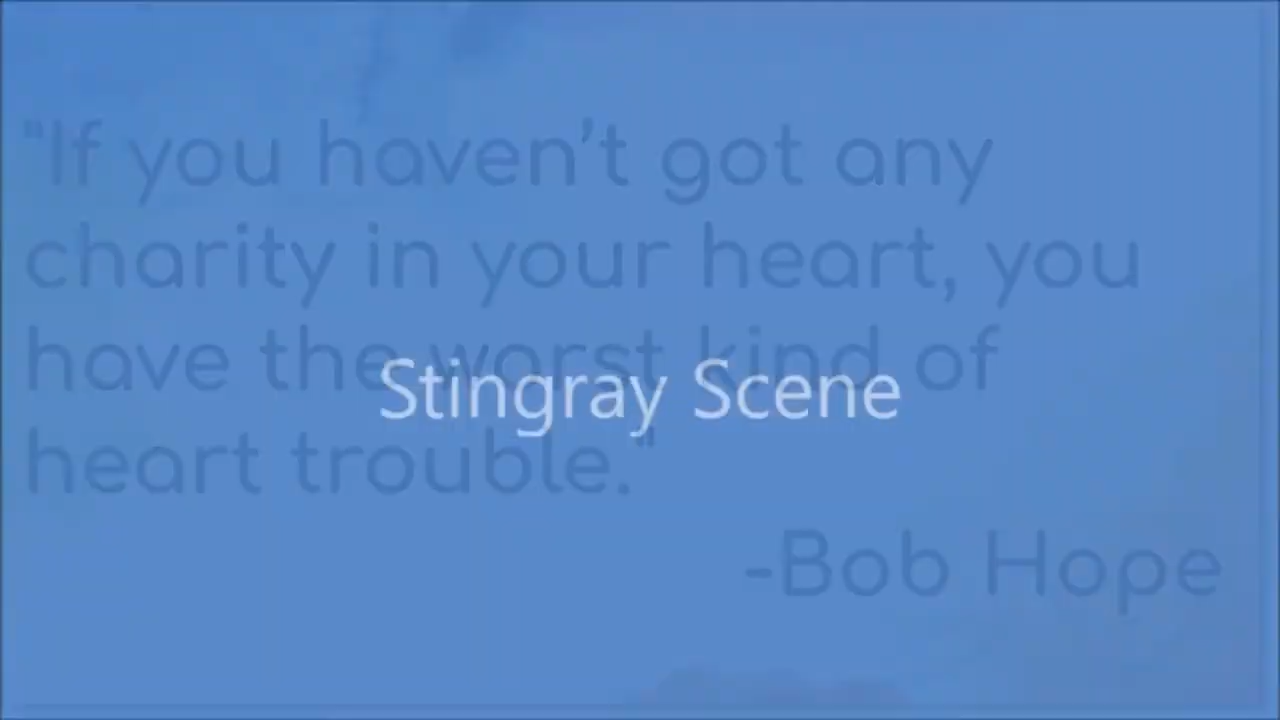 "If you haven't got any
charity in your heart, you
have the worst kind of
Stingray Scene
heart trouble."
-Bob Hope